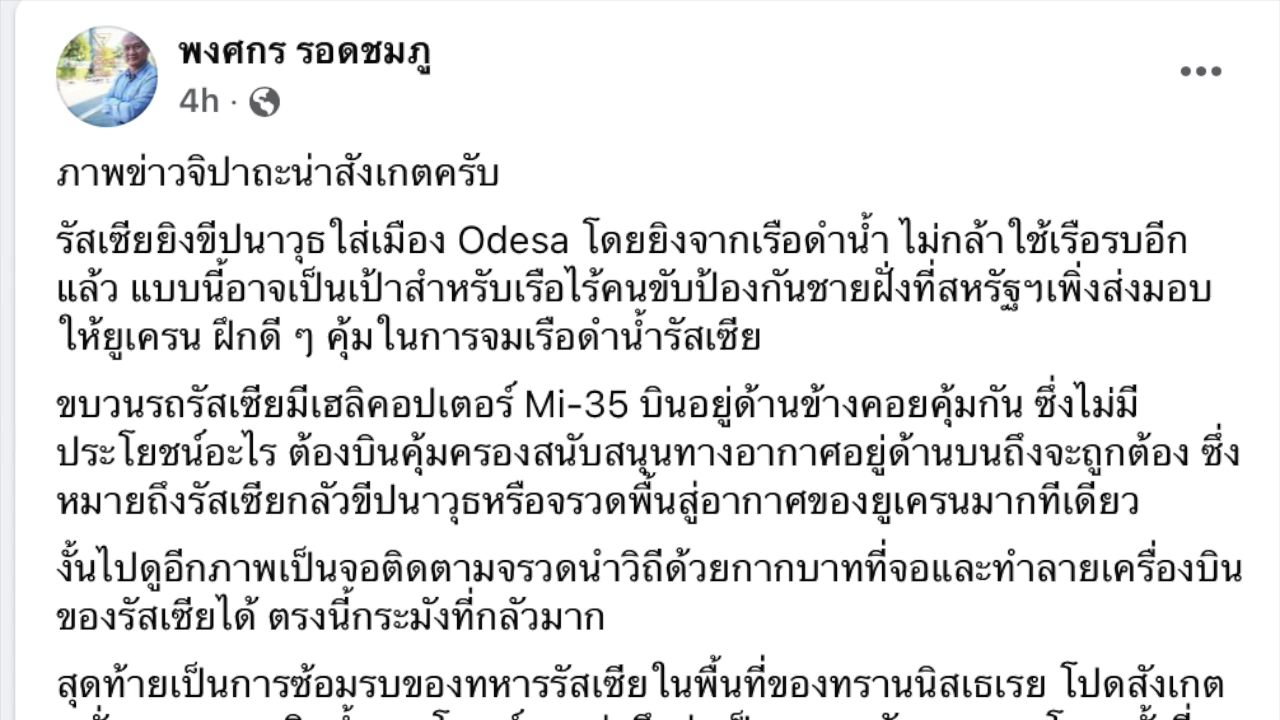 พงศกร รอดชมภู
4h ·
ภาพข่าวจิปาถะน่าสังเกตครับ
รัสเซียยิงขีปนาวุธใส่เมือง Odesa โดยยิงจากเรือดำน้ำ ไม่กล้าใช้เรือรบอีก
แล้ว แบบนี้อาจเป็นเป้าสำหรับเรือไร้คนขับป้องกันชายฝั่งที่สหรัฐฯเพิ่งส่งมอบ
ให้ยูเครน ฝึกดี ๆ คุ้มในการจมเรือดำน้ำรัสเซีย
ขบวนรถรัสเซียมีเฮลิคอปเตอร์ Mi-35 บินอยู่ด้านข้างคอยคุ้มกัน ซึ่งไม่มี
ประโยชน์อะไร ต้องบินคุ้มครองสนับสนุนทางอากาศอยู่ด้านบนถึงจะถูกต้อง ซึ่ง
หมายถึงรัสเซียกลัวขีปนาวุธหรือจรวดพื้นสู่อากาศของยูเครนมากทีเดียว
งั้นไปดูอีกภาพเป็นจอติดตามจรวดนำวิถีด้วยกากบาทที่จอและทำลายเครื่องบิน
ของรัสเซียได้ ตรงนี้กระมังที่กลัวมาก
สุดท้ายเป็นการซ้อมรบของทหารรัสเซียในพื้นที่ของทรานนิสเธเรย โปดสังเกต